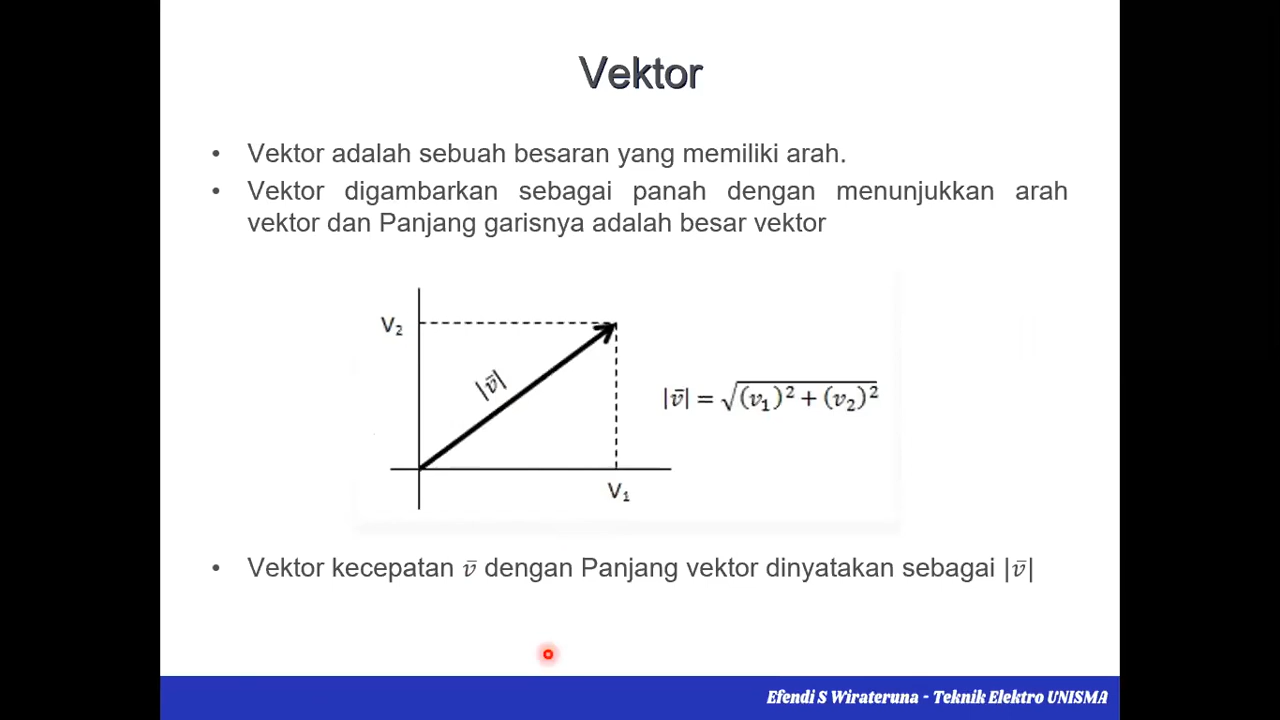 Vektor
• Vektor adalah sebuah besaran yang memiliki arah.
• Vektor digambarkan sebagai panah dengan menunjukkan arah
vektor dan Panjang garisnya adalah besar vektor
V₂
|v̄|
|v̄| = √(v₁)² + (v₂)²
V₁
• Vektor kecepatan v̄ dengan Panjang vektor dinyatakan sebagai |v̄|
Efendi S Wirateruna - Teknik Elektro UNISMA